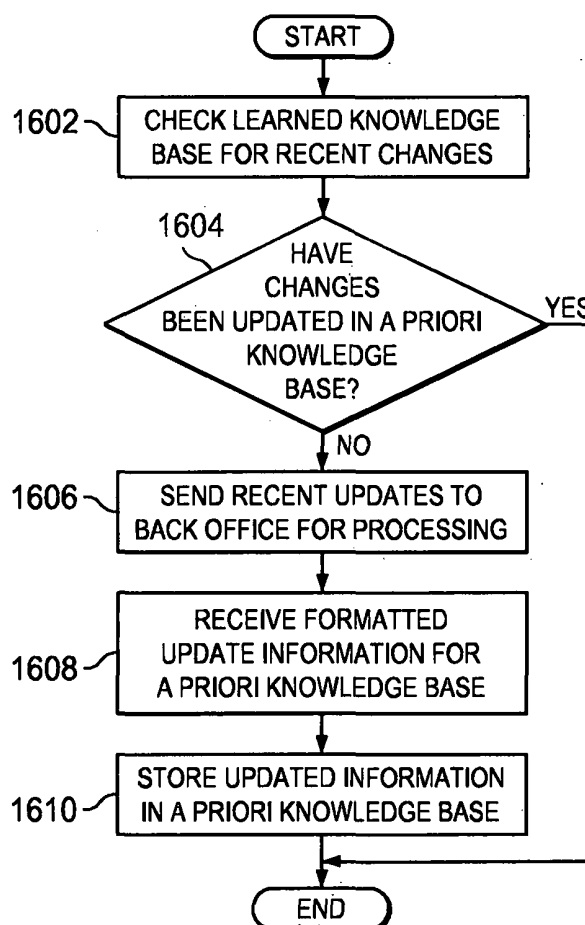 START
1602
CHECK LEARNED KNOWLEDGE
BASE FOR RECENT CHANGES
1604
HAVE
CHANGES
BEEN UPDATED IN A PRIORI
KNOWLEDGE
BASE?
YES
NO
1606
SEND RECENT UPDATES TO
BACK OFFICE FOR PROCESSING
1608
RECEIVE FORMATTED
UPDATE INFORMATION FOR
A PRIORI KNOWLEDGE BASE
1610
STORE UPDATED INFORMATION
IN A PRIORI KNOWLEDGE BASE
END